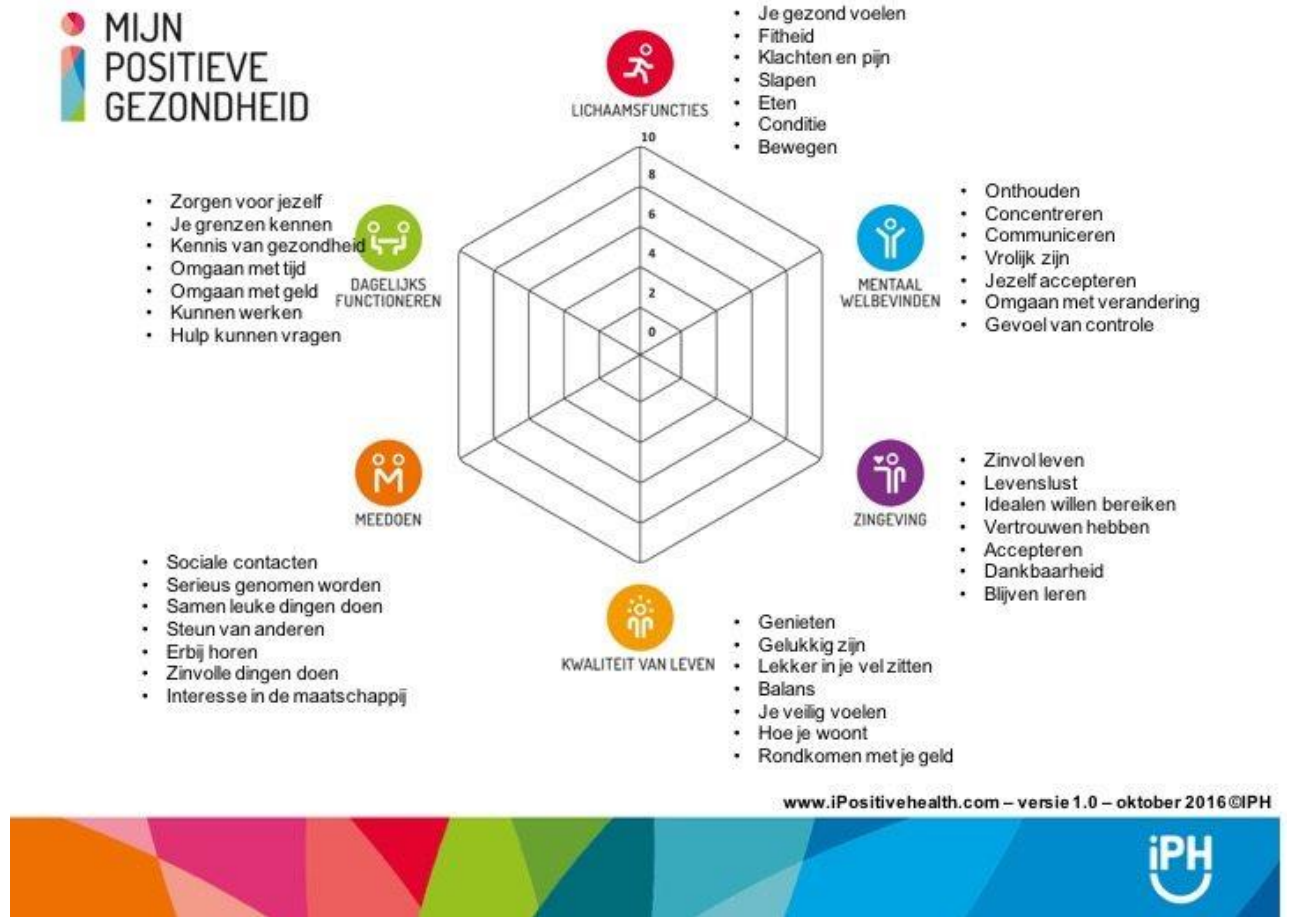 MIJN
POSITIEVE
GEZONDHEID
• Je gezond voelen
• Fitheid
• Klachten en pijn
• Slapen
• Eten
• Conditie
• Bewegen
LICHAAMSFUNCTIES
10
8
6
4
2
0
• Onthouden
• Concentreren
• Communiceren
• Vrolijk zijn
• Jezelf accepteren
• Omgaan met verandering
• Gevoel van controle
MENTAAL
WELBEVINDEN
• Zinvol leven
• Levenslust
• Idealen willen bereiken
• Vertrouwen hebben
• Accepteren
• Dankbaarheid
• Blijven leren
ZINGEVING
• Genieten
• Gelukkig zijn
• Lekker in je vel zitten
• Balans
• Je veilig voelen
• Hoe je woont
• Rondkomen met je geld
KWALITEIT VAN LEVEN
MEEDOEN
• Sociale contacten
• Serieus genomen worden
• Samen leuke dingen doen
• Steun van anderen
• Erbij horen
• Zinvolle dingen doen
• Interesse in de maatschappij
• Zorgen voor jezelf
• Je grenzen kennen
• Kennis van gezondheid
• Omgaan met tijd
• Omgaan met geld
• Kunnen werken
• Hulp kunnen vragen
DAGELIJKS
FUNCTIONEREN
www.iPositivehealth.com – versie 1.0 – oktober 2016 ©IPH
iPH